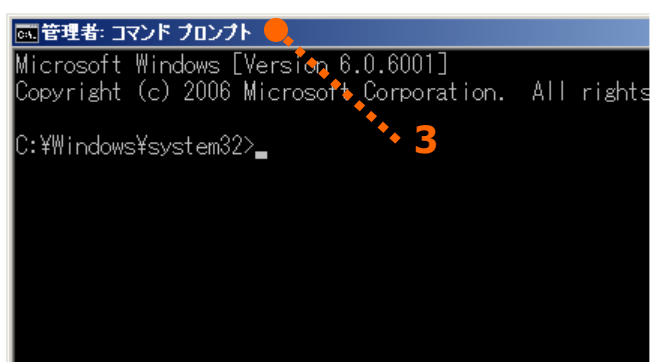 管理者: コマンド プロンプト
Microsoft Windows [Version 6.0.6001]
Copyright (c) 2006 Microsoft Corporation.  All rights
C:¥Windows¥system32>
3